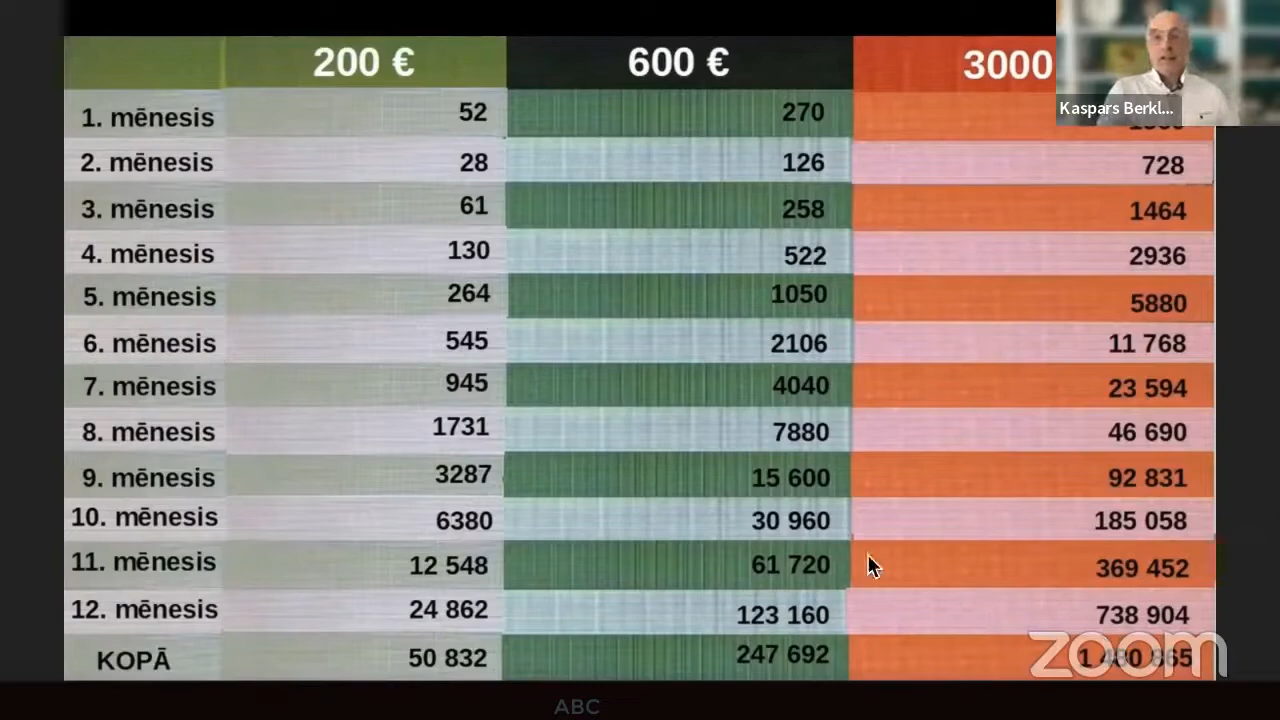 200 € 600 € 3000
Kaspars Berkl...
1. mēnesis 52 270
2. mēnesis 28 126 728
3. mēnesis 61 258 1464
4. mēnesis 130 522 2936
5. mēnesis 264 1050 5880
6. mēnesis 545 2106 11 768
7. mēnesis 945 4040 23 594
8. mēnesis 1731 7880 46 690
9. mēnesis 3287 15 600 92 831
10. mēnesis 6380 30 960 185 058
11. mēnesis 12 548 61 720 369 452
12. mēnesis 24 862 123 160 738 904
KOPĀ 50 832 247 692 1 480 865
zoom
ABC